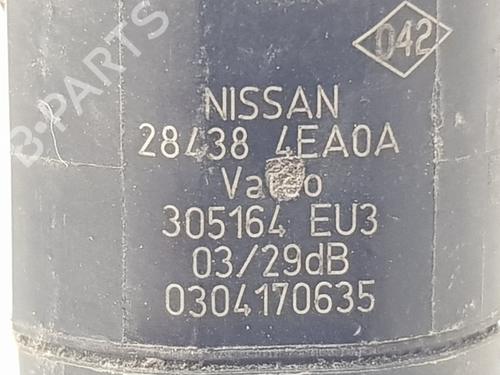 042
NISSAN
28438 4EA0A
305164 EU3
03/29dB
0304170635
B-PARTS